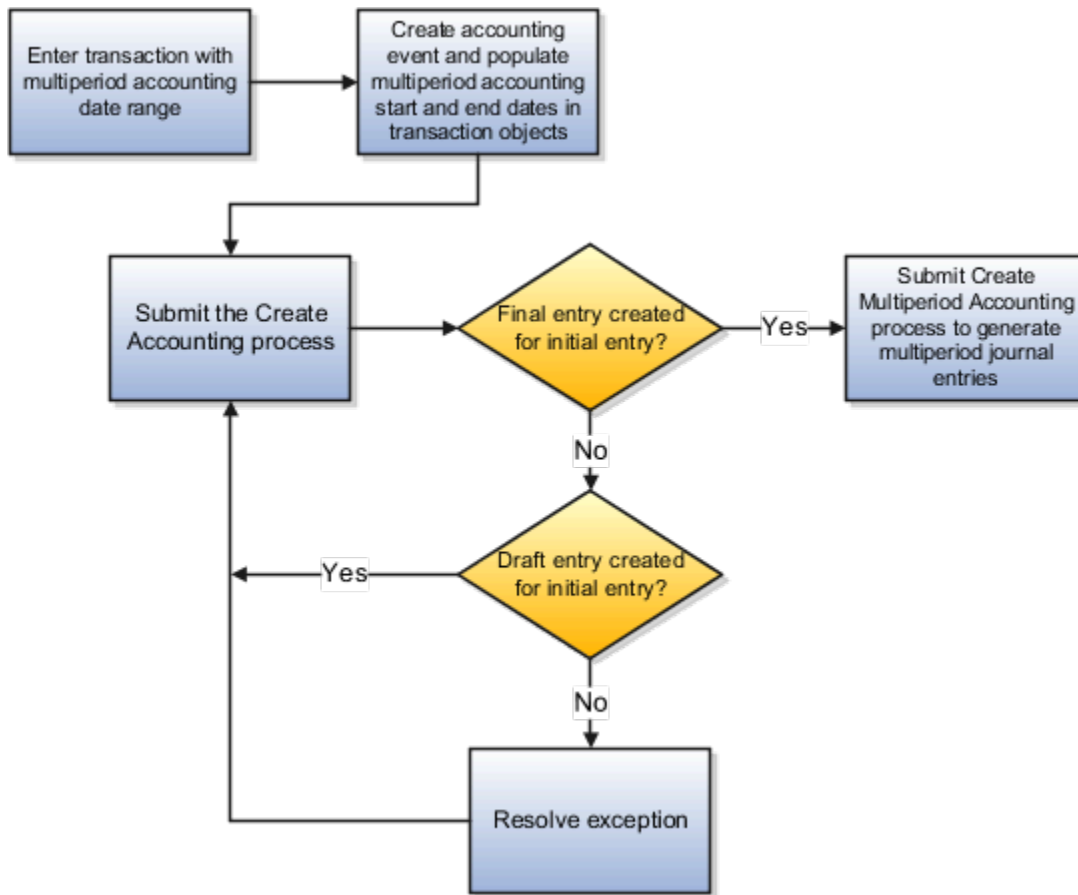 Enter transaction with
multiperiod accounting
date range
Create accounting
event and populate
multiperiod accounting
start and end dates in
transaction objects
Submit the Create
Accounting process
Final entry created
for initial entry?
Yes
Submit Create
Multiperiod Accounting
process to generate
multiperiod journal
entries
No
Draft entry created
for initial entry?
Yes
No
Resolve exception